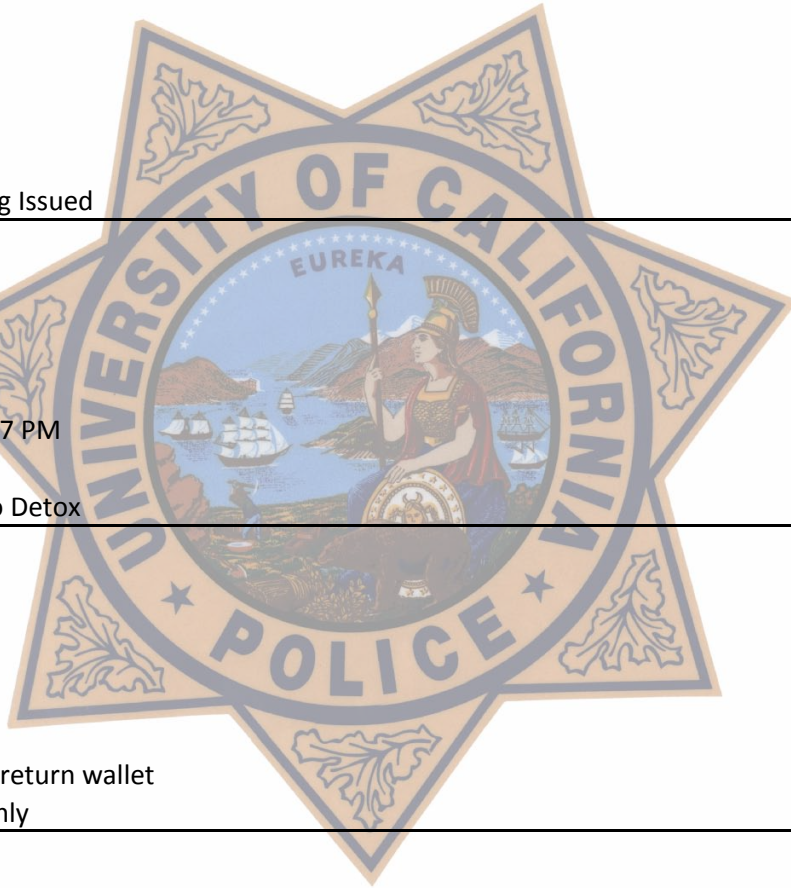 g Issued
UNIVERSITY OF CALIFORNIA
EUREKA
7 PM
o Detox
POLICE
return wallet
nly